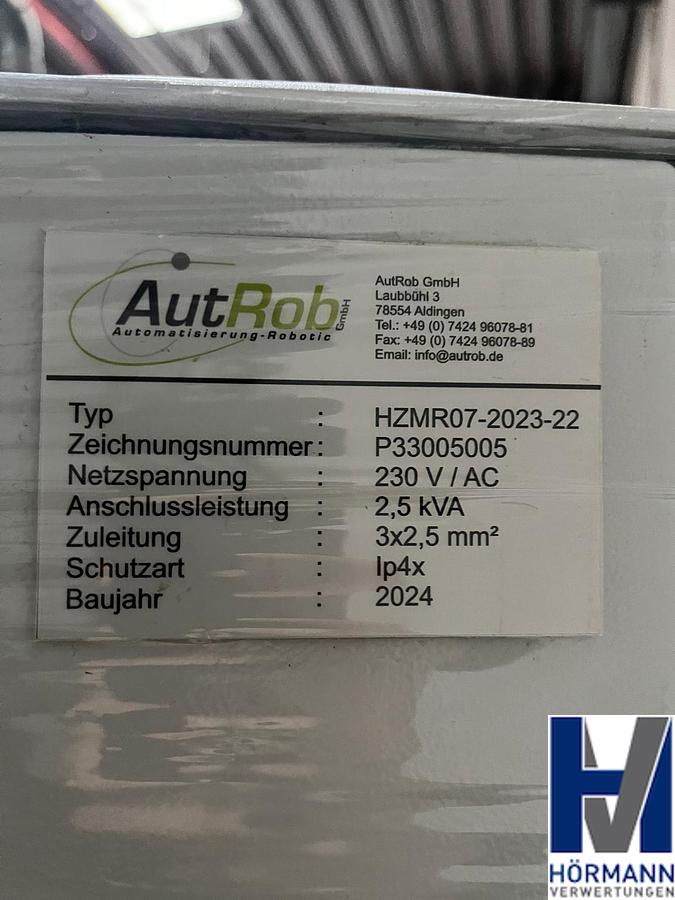 AutRob GmbH
Automatisierung-Robotic
AutRob GmbH
Laubbühl 3
78554 Aldingen
Tel.: +49 (0) 7424 96078-81
Fax: +49 (0) 7424 96078-89
Email: info@autrob.de
Typ : HZMR07-2023-22
Zeichnungsnummer : P33005005
Netzspannung : 230 V / AC
Anschlussleistung : 2,5 kVA
Zuleitung : 3x2,5 mm²
Schutzart : Ip4x
Baujahr : 2024
HV
HÖRMANN
VERWERTUNGEN